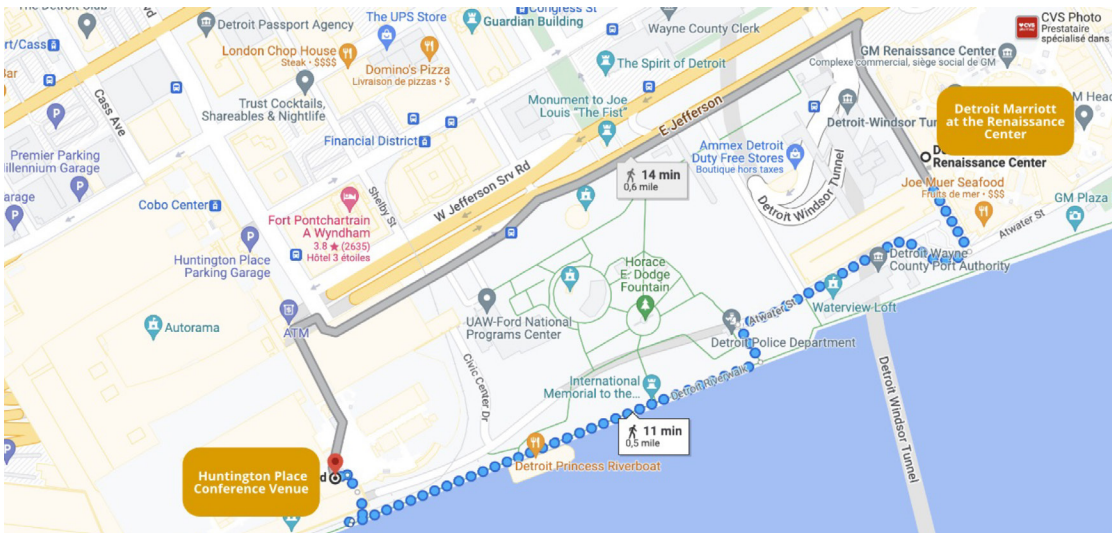 The Detroit Club
Detroit Passport Agency
The UPS Store
Congress St
Guardian Building
Wayne County Clerk
CVS Photo
Prestataire
spécialisé dans
London Chop House
Steak • $$$$
Domino's Pizza
Livraison de pizzas • $
The Spirit of Detroit
GM Renaissance Center
Complexe commercial, siège social de GM
rt/Cass
Bar
Cass Ave
Trust Cocktails,
Shareables & Nightlife
Monument to Joe
Louis "The Fist"
E Jefferson
Detroit Marriott
at the Renaissance
Center
M Head
Detroit-Windsor Tun
Financial District
Premier Parking
Millennium Garage
Ammex Detroit
Duty Free Stores
Boutique hors taxes
D
Renaissance Center
14 min
0,6 mile
W Jefferson Srv Rd
Shelby St
Detroit Windsor Tunnel
Joe Muer Seafood
Fruits de mer • $$$
GM Plaza
arage
Cobo Center
Fort Pontchartrain
A Wyndham
3.8 ★ (2635)
Hôtel 3 étoiles
Atwater St
Huntington Place
Parking Garage
Horace
E. Dodge
Fountain
Detroit Wayne
County Port Authority
Atwater St
Waterview Loft
Autorama
ATM
UAW-Ford National
Programs Center
Detroit Police Department
Civic Center Dr
International
Memorial to the...
Detroit Riverwalk
Detroit Windsor Tunnel
11 min
0,5 mile
Huntington Place
Conference Venue
d
Detroit Princess Riverboat